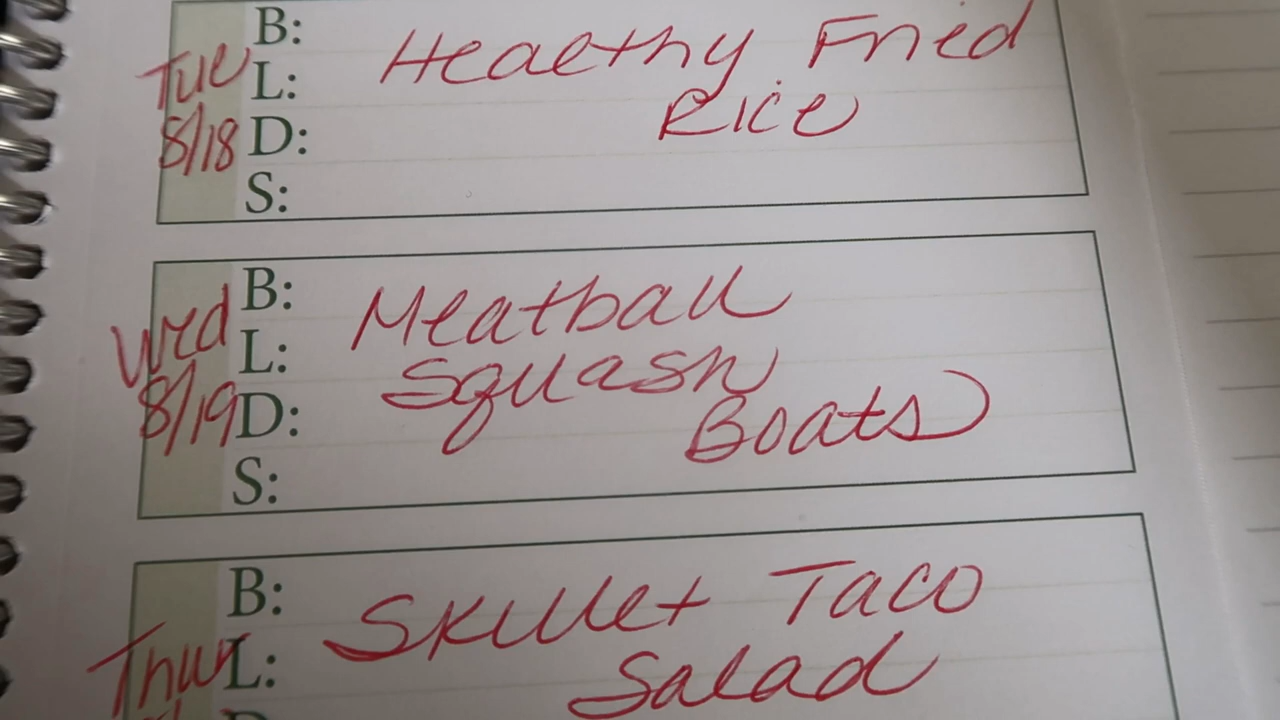 B:
Tue L: Healthy Fried
8/18 D: Rice
S:
B: Meatball
Wed L: Squash
8/19 D: Boats
S:
B: Skillet Taco
Thur L: Salad